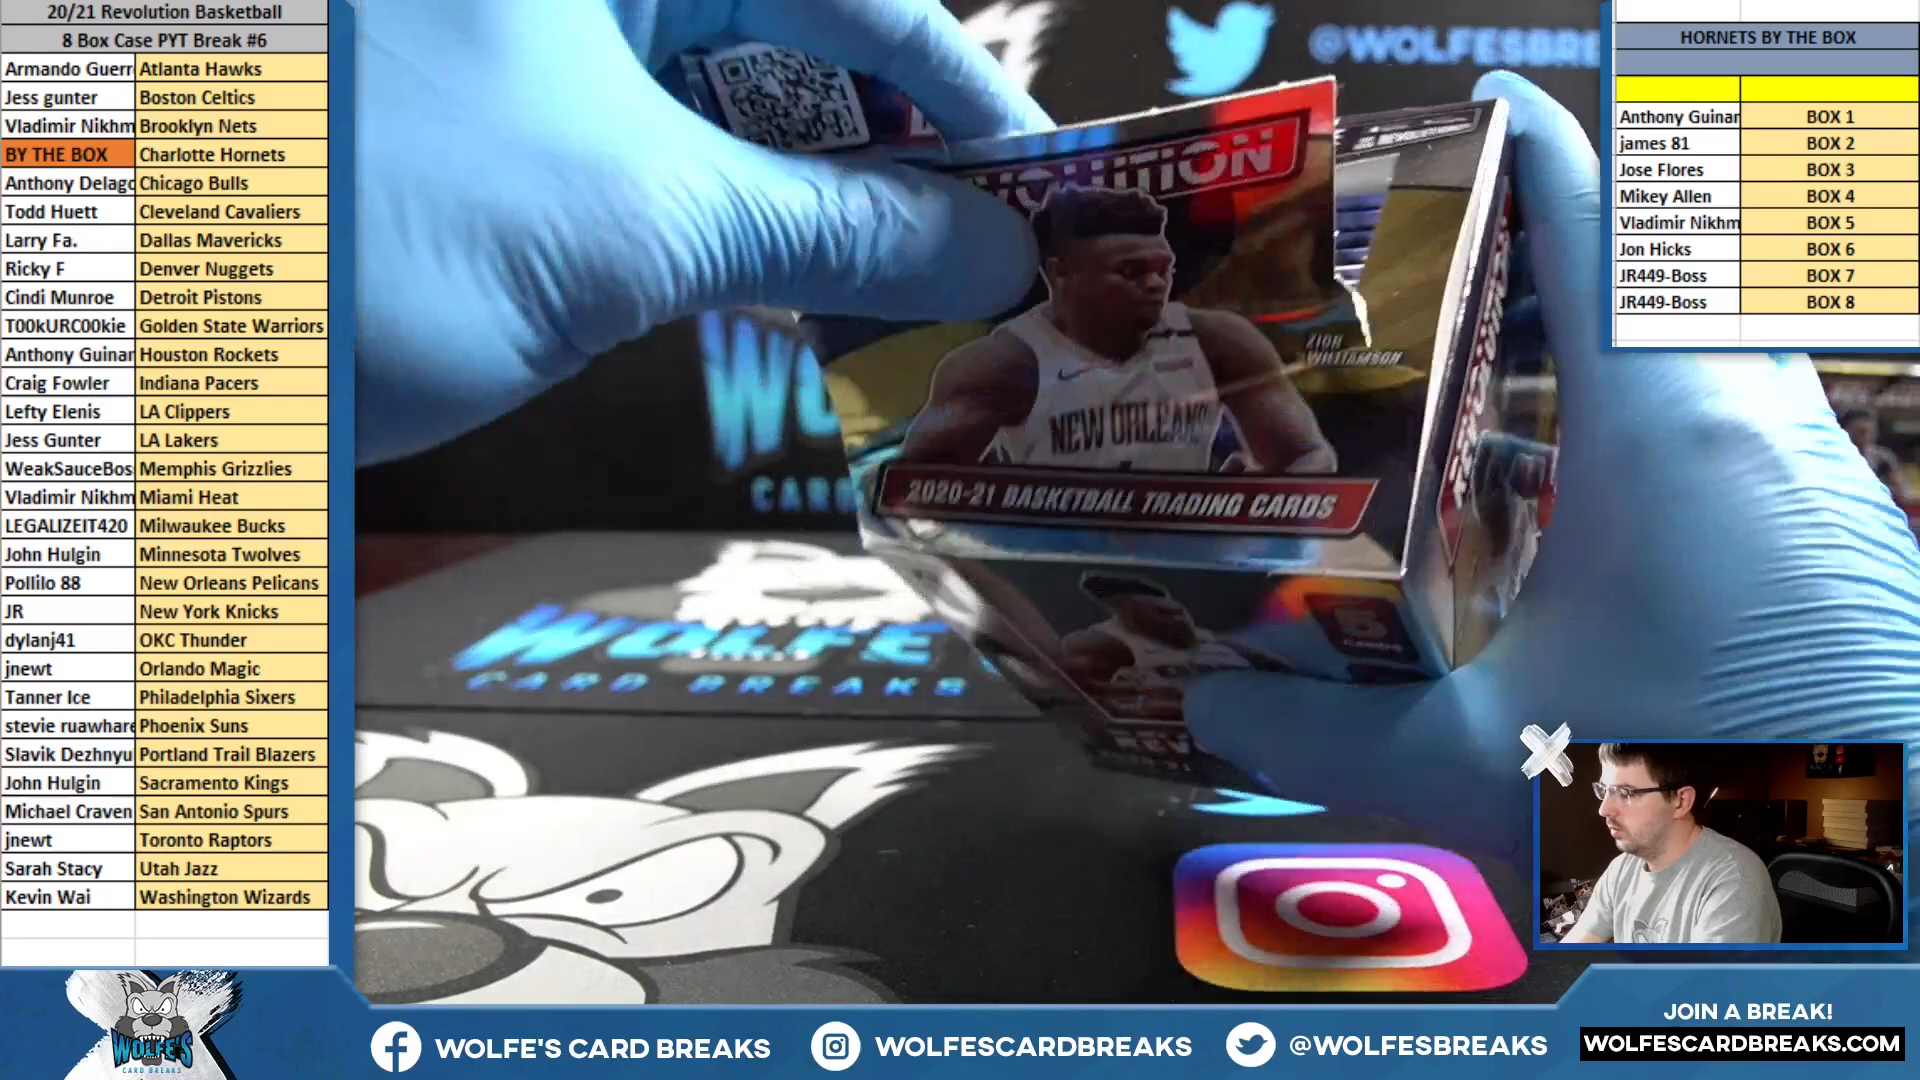 20/21 Revolution Basketball
8 Box Case PYT Break #6
Armando Guerr Atlanta Hawks
Jess gunter Boston Celtics
Vladimir Nikhm Brooklyn Nets
BY THE BOX Charlotte Hornets
Anthony Delago Chicago Bulls
Todd Huett Cleveland Cavaliers
Larry Fa. Dallas Mavericks
Ricky F Denver Nuggets
Cindi Munroe Detroit Pistons
T00kURC00kie Golden State Warriors
Anthony Guinar Houston Rockets
Craig Fowler Indiana Pacers
Lefty Elenis LA Clippers
Jess Gunter LA Lakers
WeakSauceBos Memphis Grizzlies
Vladimir Nikhm Miami Heat
LEGALIZEIT420 Milwaukee Bucks
John Hulgin Minnesota Twolves
Pollilo 88 New Orleans Pelicans
JR New York Knicks
dylanj41 OKC Thunder
jnewt Orlando Magic
Tanner Ice Philadelphia Sixers
stevie ruawhare Phoenix Suns
Slavik Dezhnyu Portland Trail Blazers
John Hulgin Sacramento Kings
Michael Craven San Antonio Spurs
jnewt Toronto Raptors
Sarah Stacy Utah Jazz
Kevin Wai Washington Wizards
@WOLFESBRE
VOLUTION
ZION
WILLIAMSON
NEW ORLEANS
2020-21 BASKETBALL TRADING CARDS
5
CARDS
WO
CARD
WOLFE
CARD BREAKS
REV
HORNETS BY THE BOX
Anthony Guinar BOX 1
james 81 BOX 2
Jose Flores BOX 3
Mikey Allen BOX 4
Vladimir Nikhm BOX 5
Jon Hicks BOX 6
JR449-Boss BOX 7
JR449-Boss BOX 8
WOLFE'S
CARD BREAKS
WOLFE'S CARD BREAKS
WOLFESCARDBREAKS
@WOLFESBREAKS
JOIN A BREAK!
WOLFESCARDBREAKS.COM